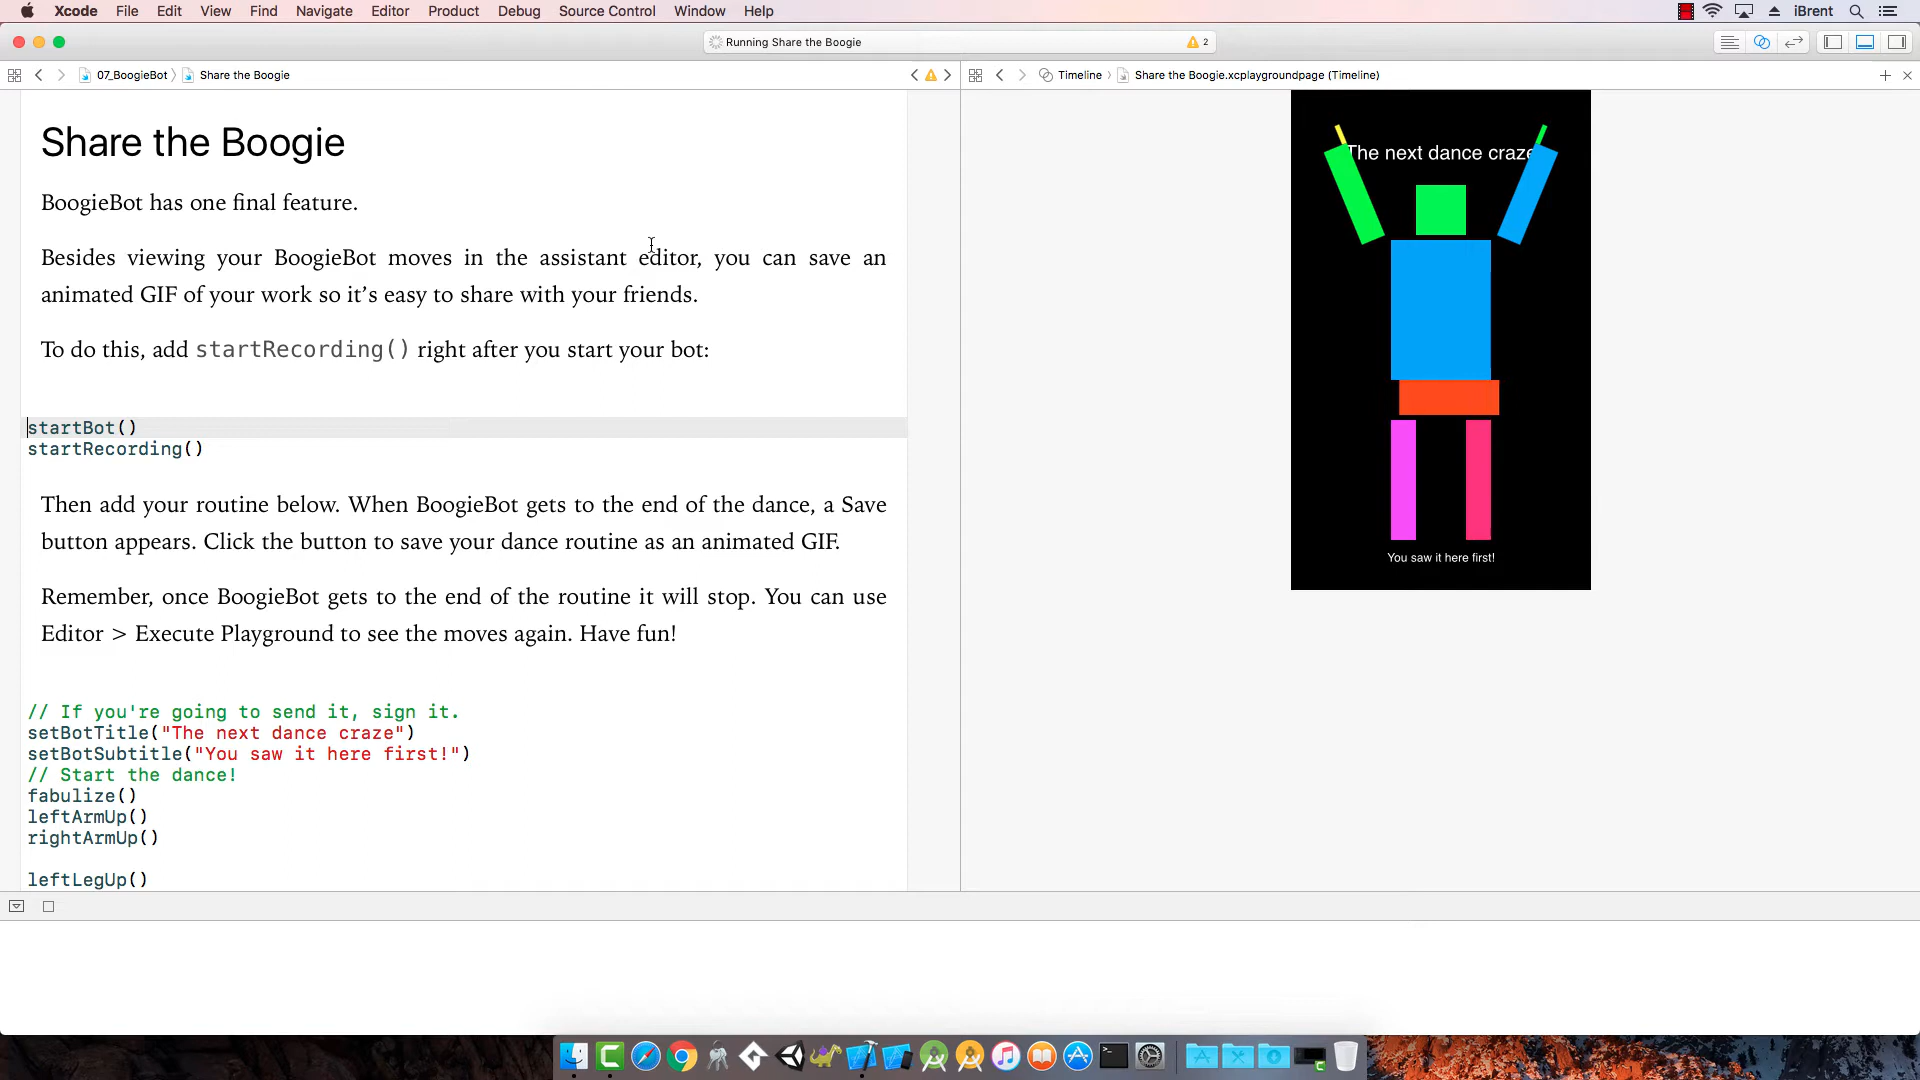 Xcode File Edit View Find Navigate Editor Product Debug Source Control Window Help iBrent
Running Share the Boogie 2
07_BoogieBot Share the Boogie
Timeline Share the Boogie.xcplaygroundpage (Timeline)
Share the Boogie
BoogieBot has one final feature.
Besides viewing your BoogieBot moves in the assistant editor, you can save an
animated GIF of your work so it's easy to share with your friends.
To do this, add startRecording() right after you start your bot:
startBot()
startRecording()
Then add your routine below. When BoogieBot gets to the end of the dance, a Save
button appears. Click the button to save your dance routine as an animated GIF.
Remember, once BoogieBot gets to the end of the routine it will stop. You can use
Editor > Execute Playground to see the moves again. Have fun!
// If you're going to send it, sign it.
setBotTitle("The next dance craze")
setBotSubtitle("You saw it here first!")
// Start the dance!
fabulize()
leftArmUp()
rightArmUp()
leftLegUp()
The next dance craze
You saw it here first!